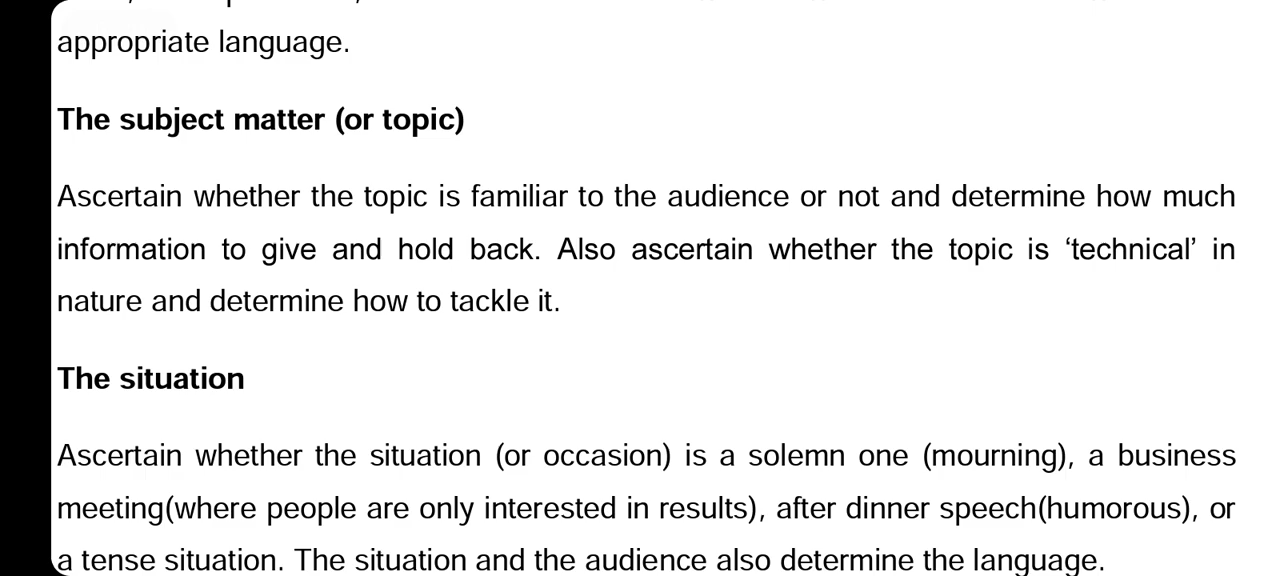 appropriate language.
The subject matter (or topic)
Ascertain whether the topic is familiar to the audience or not and determine how much
information to give and hold back. Also ascertain whether the topic is ‘technical’ in
nature and determine how to tackle it.
The situation
Ascertain whether the situation (or occasion) is a solemn one (mourning), a business
meeting(where people are only interested in results), after dinner speech(humorous), or
a tense situation. The situation and the audience also determine the language.